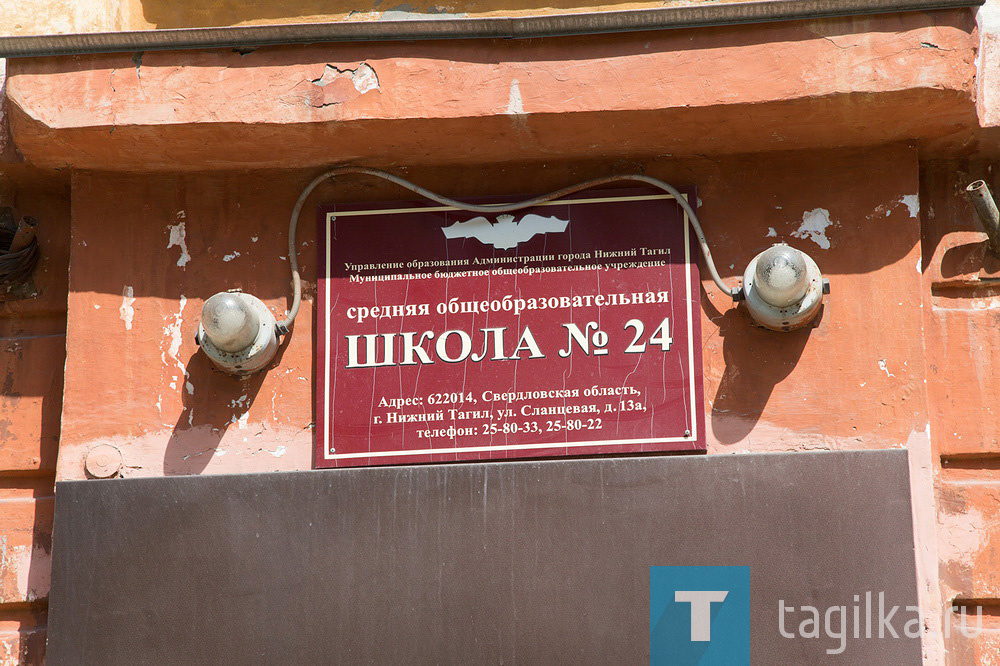 Управление образования Администрации города Нижний Тагил
Муниципальное бюджетное общеобразовательное учреждение
средняя общеобразовательная
ШКОЛА № 24
Адрес: 622014, Свердловская область,
г. Нижний Тагил, ул. Сланцевая, д. 13а,
телефон: 25-80-33, 25-80-22
T tagilka.ru